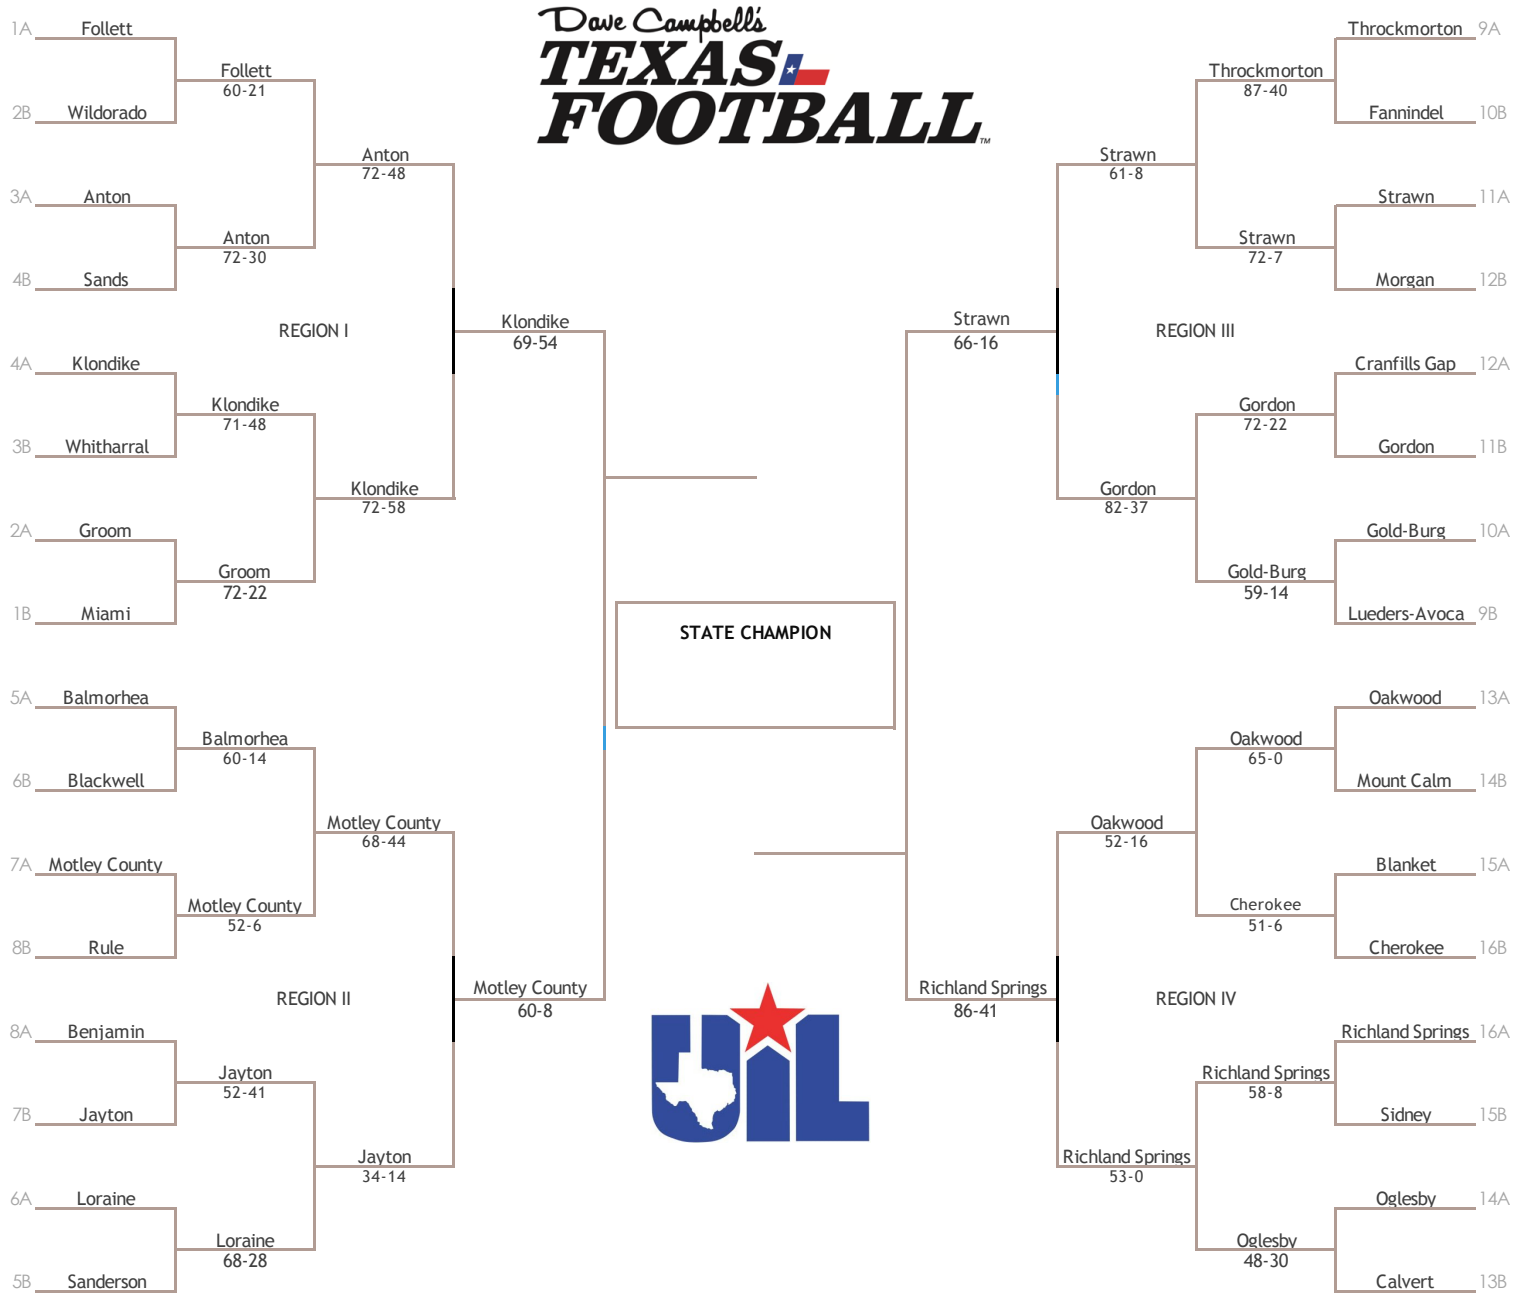 Dave Campbell's
TEXAS
FOOTBALL™
1A Follett
Follett
60-21
2B Wildorado
Anton
72-48
3A Anton
Anton
72-30
4B Sands
REGION I
Klondike
69-54
4A Klondike
Klondike
71-48
3B Whitharral
Klondike
72-58
2A Groom
Groom
72-22
1B Miami
5A Balmorhea
Balmorhea
60-14
6B Blackwell
Motley County
68-44
7A Motley County
Motley County
52-6
8B Rule
REGION II
Motley County
60-8
8A Benjamin
Jayton
52-41
7B Jayton
Jayton
34-14
6A Loraine
Loraine
68-28
5B Sanderson
STATE CHAMPION
UIL
Throckmorton 9A
Throckmorton
87-40
Fannindel 10B
Strawn
61-8
Strawn 11A
Strawn
72-7
Morgan 12B
Strawn
66-16
REGION III
Cranfills Gap 12A
Gordon
72-22
Gordon 11B
Gordon
82-37
Gold-Burg 10A
Gold-Burg
59-14
Lueders-Avoca 9B
Oakwood 13A
Oakwood
65-0
Mount Calm 14B
Oakwood
52-16
Blanket 15A
Cherokee
51-6
Cherokee 16B
Richland Springs
86-41
REGION IV
Richland Springs 16A
Richland Springs
58-8
Sidney 15B
Richland Springs
53-0
Oglesby 14A
Oglesby
48-30
Calvert 13B